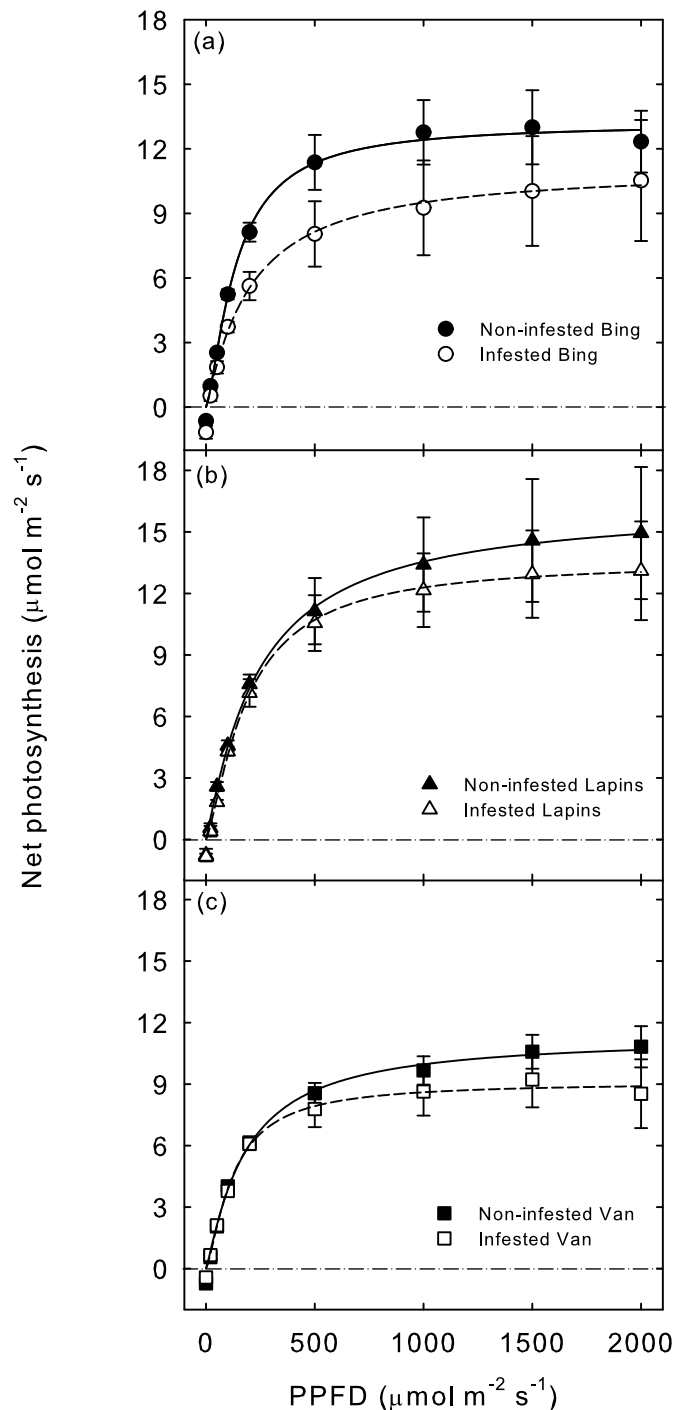 (a)
18
15
12
9
6
3
0
Non-infested Bing
Infested Bing
(b)
18
15
12
9
6
3
0
Non-infested Lapins
Infested Lapins
(c)
18
15
12
9
6
3
0
Non-infested Van
Infested Van
0 500 1000 1500 2000
PPFD (μmol m⁻² s⁻¹)
Net photosynthesis (μmol m⁻² s⁻¹)